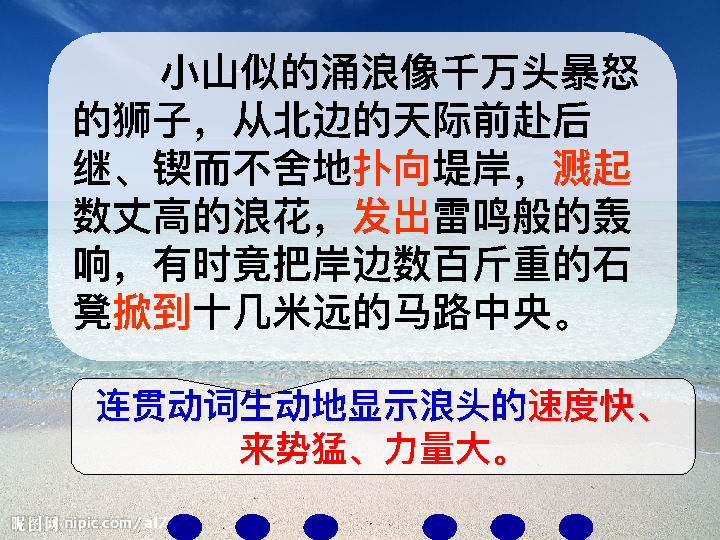 小山似的涌浪像千万头暴怒
的狮子，从北边的天际前赴后
继、锲而不舍地扑向堤岸，溅起
数丈高的浪花，发出雷鸣般的轰
响，有时竟把岸边数百斤重的石
凳掀到十几米远的马路中央。
连贯动词生动地显示浪头的速度快、
来势猛、力量大。
昵图网 nipic.com/al7